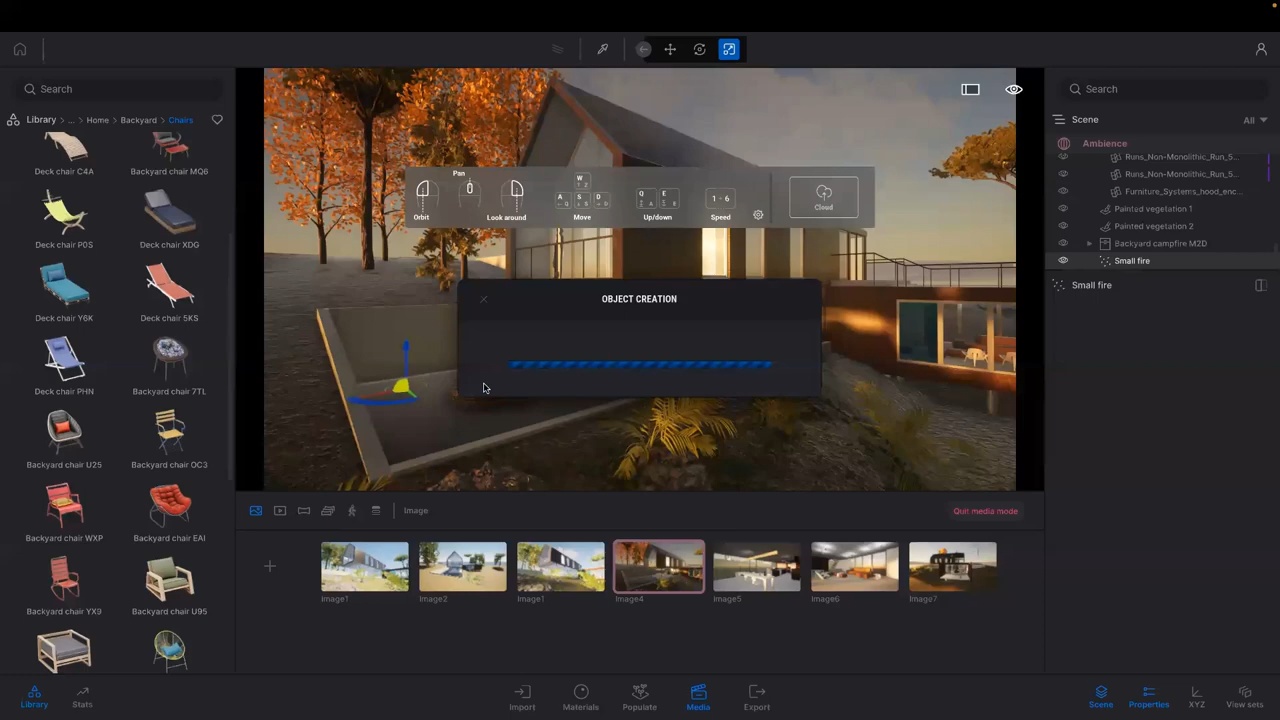 Search
Library
...
Home
Backyard
Chairs
Deck chair C4A
Backyard chair MQ6
Deck chair P0S
Deck chair XDG
Deck chair Y6K
Deck chair 5KS
Deck chair PHN
Backyard chair 7TL
Backyard chair U25
Backyard chair OC3
Backyard chair WXP
Backyard chair EAI
Backyard chair YX9
Backyard chair U95
Pan
Orbit
Look around
W
A S D
Move
Q E
Up/down
1 - 6
Speed
Cloud
OBJECT CREATION
Image
Quit media mode
Image1
Image2
Image1
Image4
Image5
Image6
Image7
Search
Scene
All
Ambience
Runs_Non-Monolithic_Run_5...
Runs_Non-Monolithic_Run_5...
Furniture_Systems_hood_enc...
Painted vegetation 1
Painted vegetation 2
Backyard campfire M2D
Small fire
Small fire
Library
Stats
Import
Materials
Populate
Media
Export
Scene
Properties
XYZ
View sets